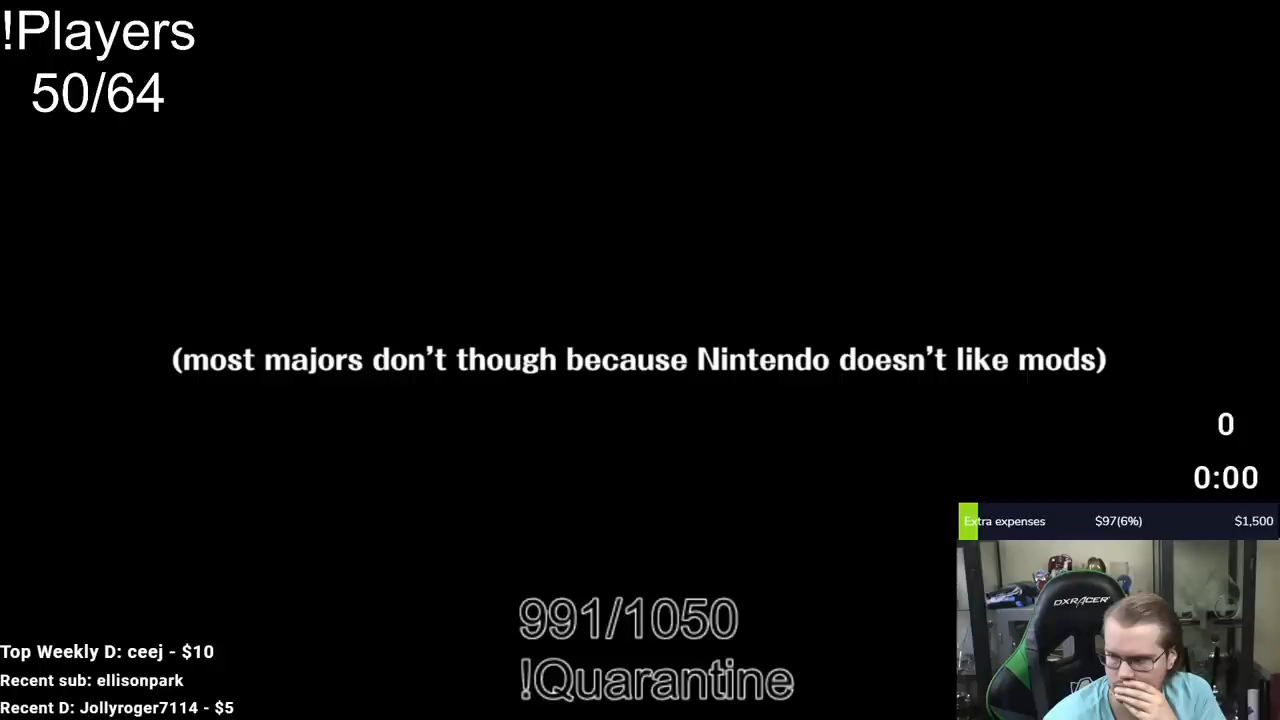 !Players
50/64
(most majors don't though because Nintendo doesn't like mods)
0
0:00
Extra expenses $97(6%) $1,500
DXRACER
991/1050
!Quarantine
Top Weekly D: ceej - $10
Recent sub: ellisonpark
Recent D: Jollyroger7114 - $5